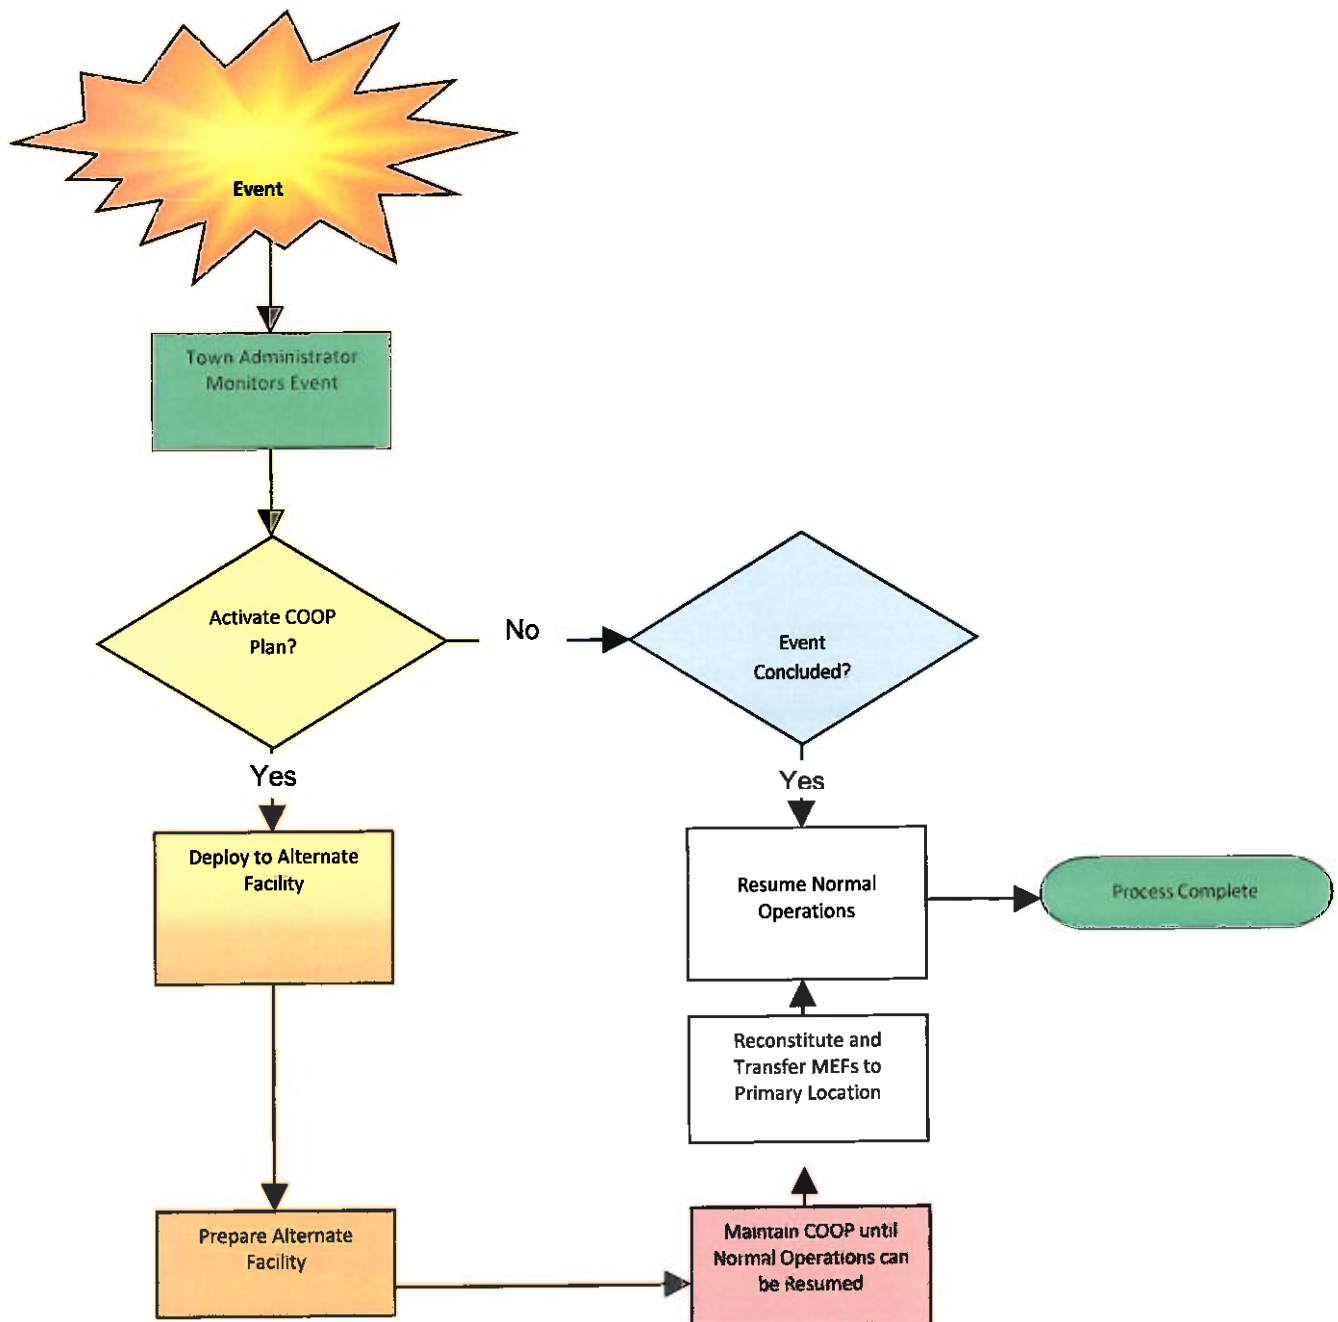 Event
Town Administrator
Monitors Event
Activate COOP
Plan?
No
Event
Concluded?
Yes
Yes
Deploy to Alternate
Facility
Resume Normal
Operations
Process Complete
Reconstitute and
Transfer MEFs to
Primary Location
Prepare Alternate
Facility
Maintain COOP until
Normal Operations can
be Resumed